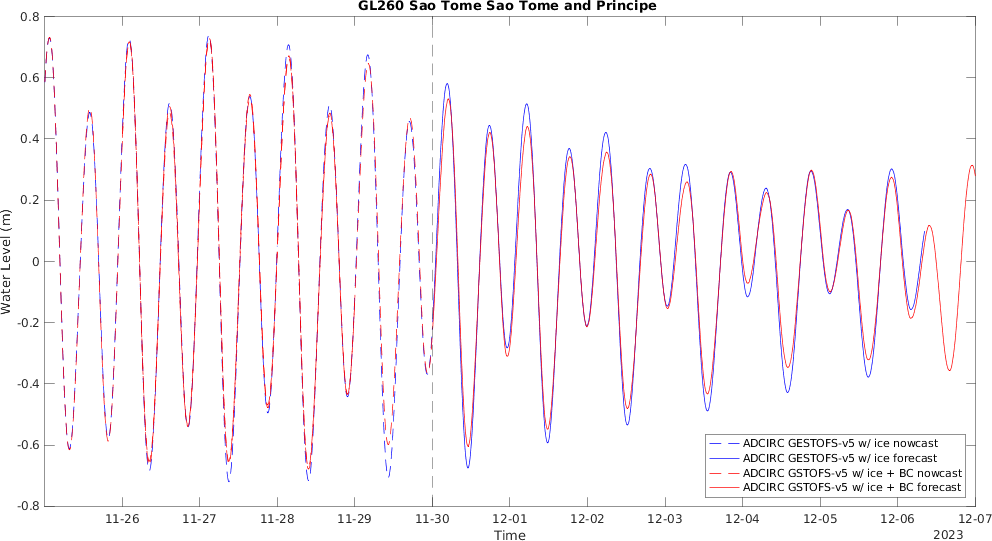 GL260 Sao Tome Sao Tome and Principe
Water Level (m)
0.8
0.6
0.4
0.2
0
-0.2
-0.4
-0.6
-0.8
ADCIRC GESTOFS-v5 w/ ice nowcast
ADCIRC GESTOFS-v5 w/ ice forecast
ADCIRC GSTOFS-v5 w/ ice + BC nowcast
ADCIRC GSTOFS-v5 w/ ice + BC forecast
11-26 11-27 11-28 11-29 11-30 12-01 12-02 12-03 12-04 12-05 12-06 12-07
Time
2023